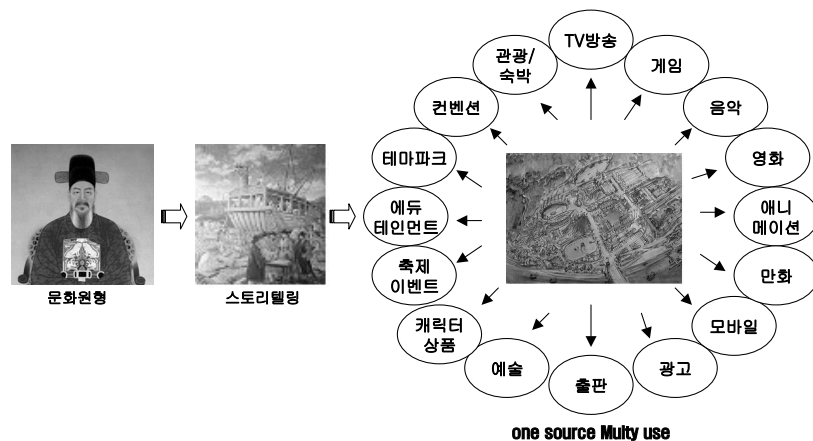 TV방송
관광/
숙박
게임
컨벤션
음악
테마파크
영화
에듀
테인먼트
애니
메이션
축제
이벤트
만화
캐릭터
상품
모바일
예술
광고
출판
문화원형
스토리텔링
one source Multy use